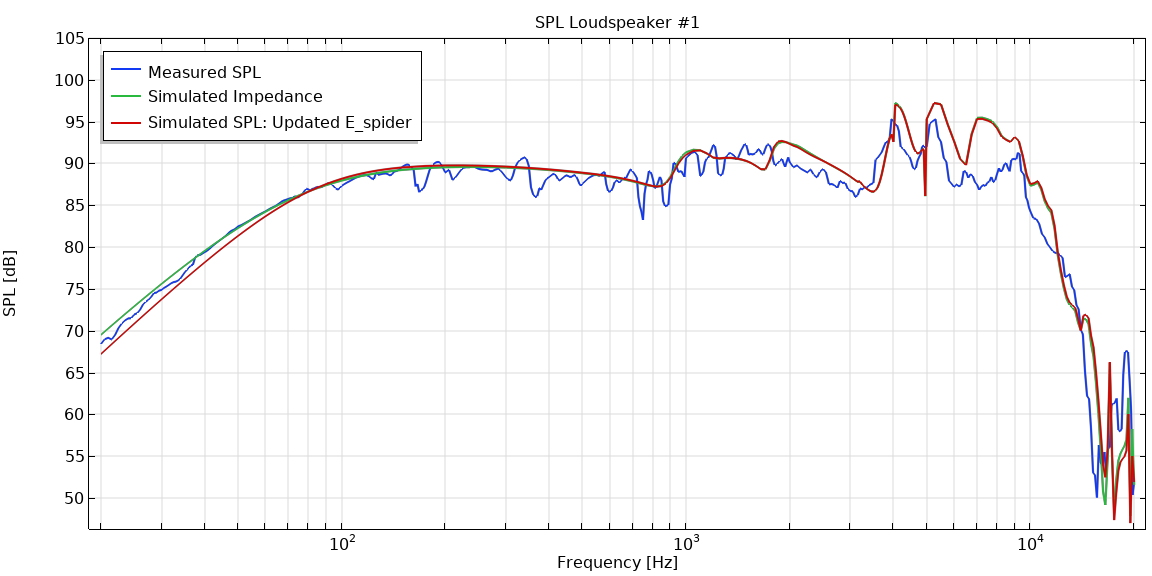 SPL Loudspeaker #1
105
100
95
90
85
80
75
70
65
60
55
50
SPL [dB]
Measured SPL
Simulated Impedance
Simulated SPL: Updated E_spider
10²
10³
10⁴
Frequency [Hz]